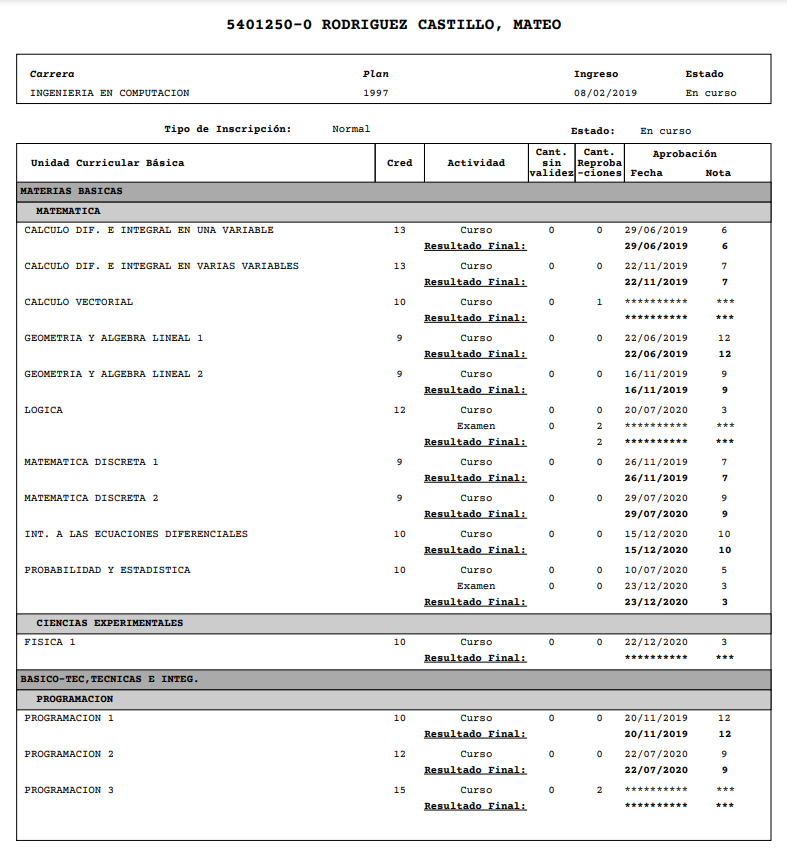 5401250-0 RODRIGUEZ CASTILLO, MATEO
Carrera Plan Ingreso Estado
INGENIERIA EN COMPUTACION 1997 08/02/2019 En curso
Tipo de Inscripción: Normal Estado: En curso
Unidad Curricular Básica Cred Actividad Cant. sin validez Cant. Reproba-ciones Aprobación Fecha Nota
MATERIAS BASICAS
MATEMATICA
CALCULO DIF. E INTEGRAL EN UNA VARIABLE 13 Curso 0 0 29/06/2019 6
Resultado Final: 29/06/2019 6
CALCULO DIF. E INTEGRAL EN VARIAS VARIABLES 13 Curso 0 0 22/11/2019 7
Resultado Final: 22/11/2019 7
CALCULO VECTORIAL 10 Curso 0 1 ********** ***
Resultado Final: ********** ***
GEOMETRIA Y ALGEBRA LINEAL 1 9 Curso 0 0 22/06/2019 12
Resultado Final: 22/06/2019 12
GEOMETRIA Y ALGEBRA LINEAL 2 9 Curso 0 0 16/11/2019 9
Resultado Final: 16/11/2019 9
LOGICA 12 Curso 0 0 20/07/2020 3
Examen 0 2 ********** ***
Resultado Final: 2 ********** ***
MATEMATICA DISCRETA 1 9 Curso 0 0 26/11/2019 7
Resultado Final: 26/11/2019 7
MATEMATICA DISCRETA 2 9 Curso 0 0 29/07/2020 9
Resultado Final: 29/07/2020 9
INT. A LAS ECUACIONES DIFERENCIALES 10 Curso 0 0 15/12/2020 10
Resultado Final: 15/12/2020 10
PROBABILIDAD Y ESTADISTICA 10 Curso 0 0 10/07/2020 5
Examen 0 0 23/12/2020 3
Resultado Final: 23/12/2020 3
CIENCIAS EXPERIMENTALES
FISICA 1 10 Curso 0 0 22/12/2020 3
Resultado Final: ********** ***
BASICO-TEC,TECNICAS E INTEG.
PROGRAMACION
PROGRAMACION 1 10 Curso 0 0 20/11/2019 12
Resultado Final: 20/11/2019 12
PROGRAMACION 2 12 Curso 0 0 22/07/2020 9
Resultado Final: 22/07/2020 9
PROGRAMACION 3 15 Curso 0 2 ********** ***
Resultado Final: ********** ***